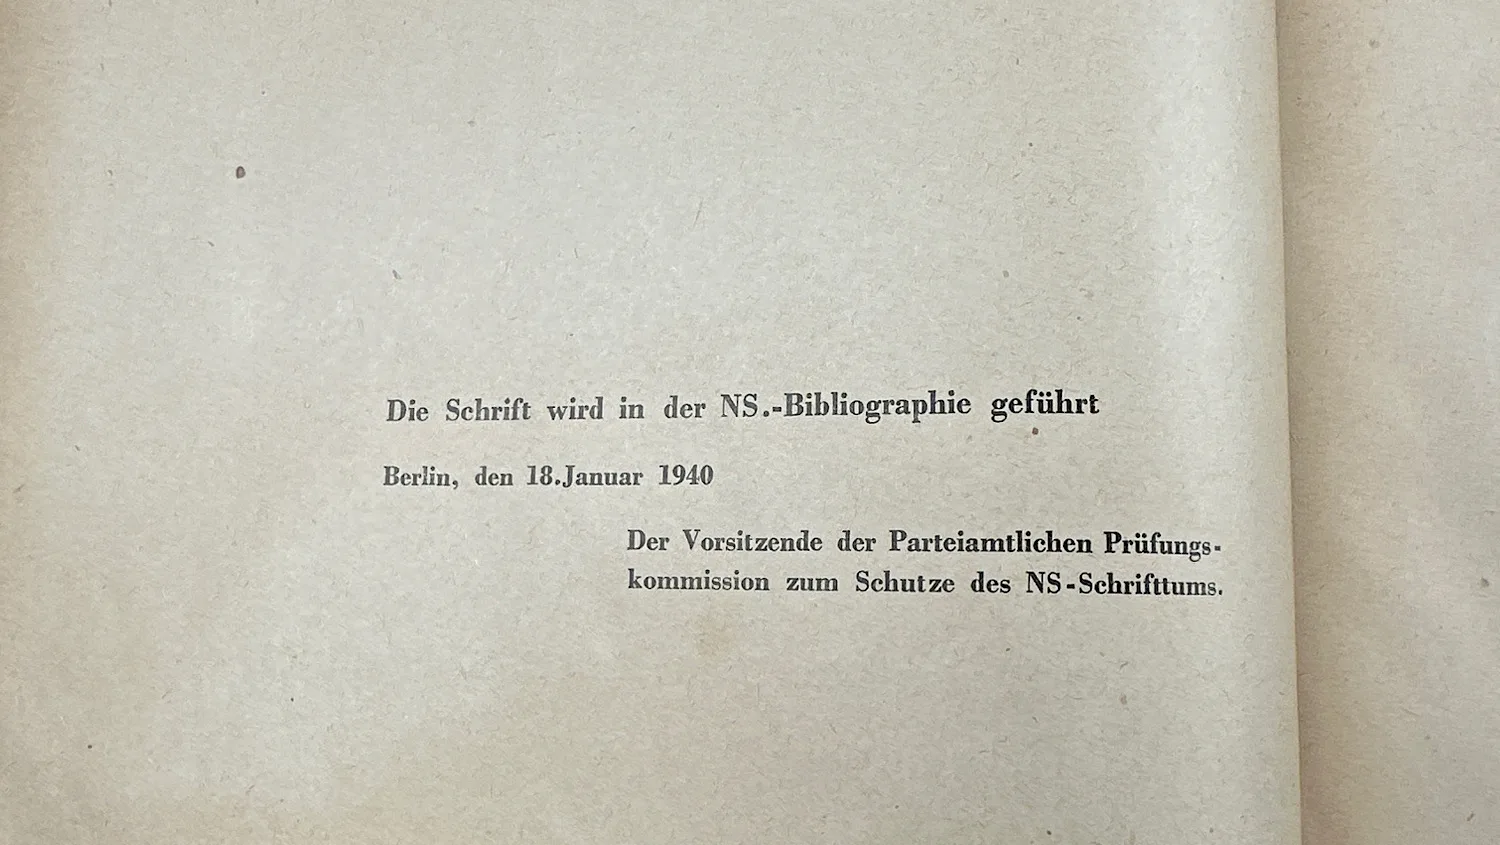 Die Schrift wird in der NS.-Bibliographie geführt
Berlin, den 18.Januar 1940
Der Vorsitzende der Parteiamtlichen Prüfungs-
kommission zum Schutze des NS-Schrifttums.